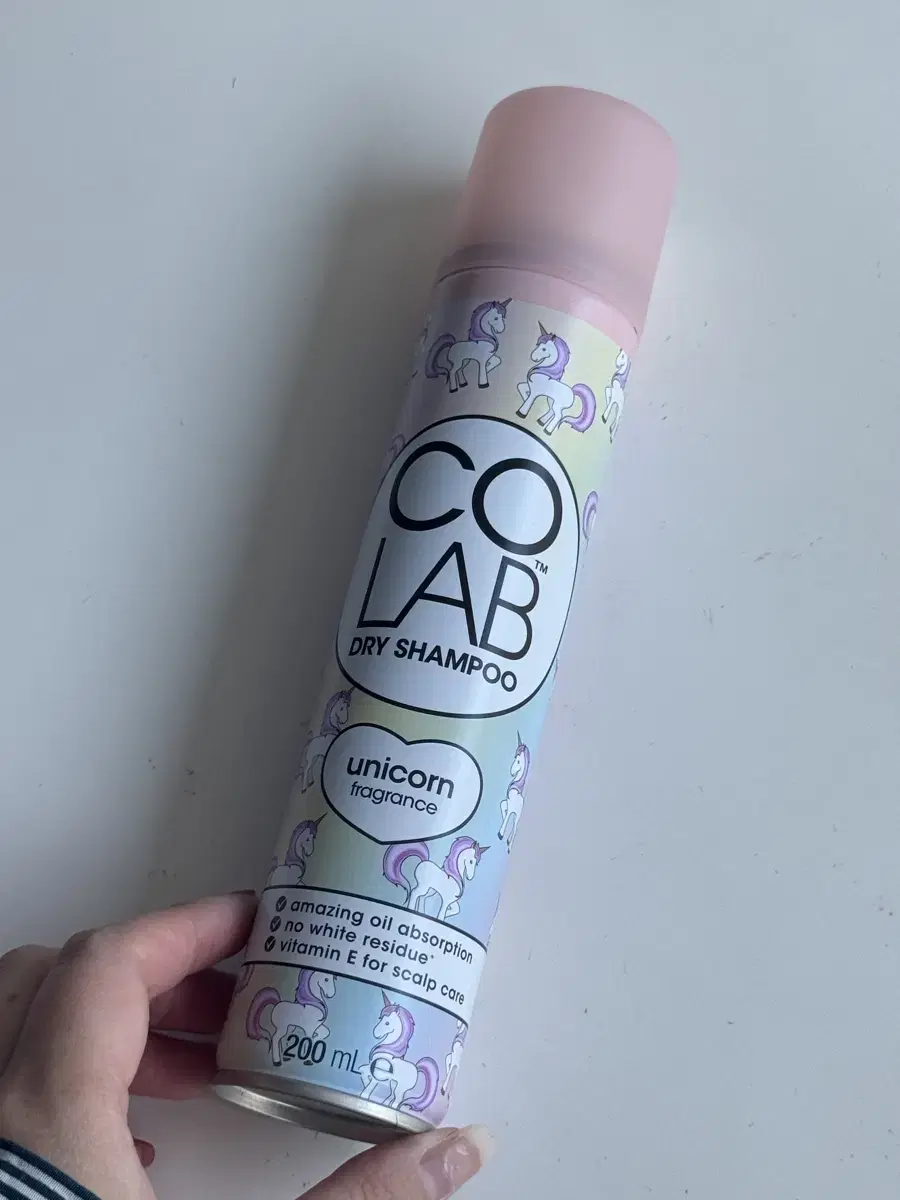 CO
LAB™
DRY SHAMPOO
unicorn
fragrance
amazing oil absorption
no white residue*
vitamin E for scalp care
200 mL e